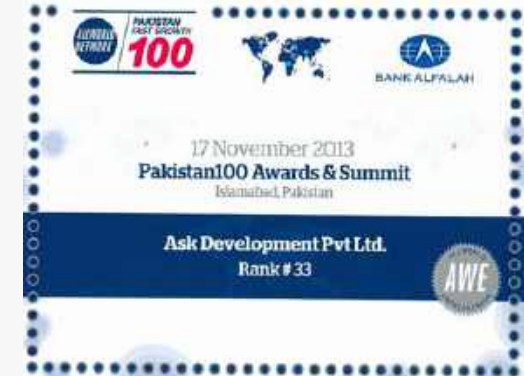 ALLWORLD
NETWORK
PAKISTAN
FAST GROWTH
100
BANK ALFALAH
17 November 2013
Pakistan100 Awards & Summit
Islamabad, Pakistan
Ask Development Pvt Ltd.
Rank # 33
AWE